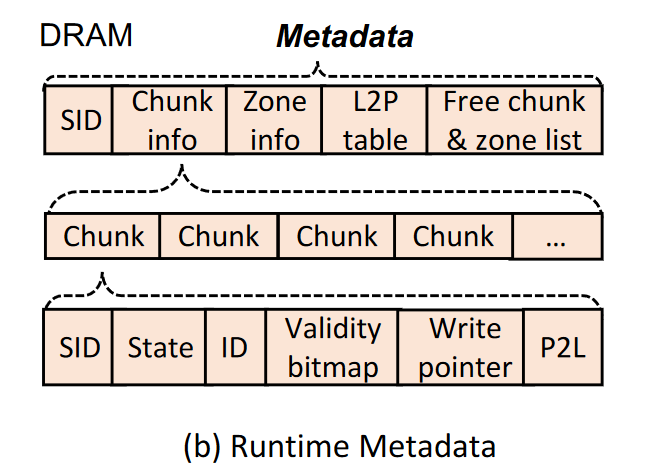 DRAM
Metadata
SID
Chunk
info
Zone
info
L2P
table
Free chunk
& zone list
Chunk
Chunk
Chunk
Chunk
...
SID
State
ID
Validity
bitmap
Write
pointer
P2L
(b) Runtime Metadata